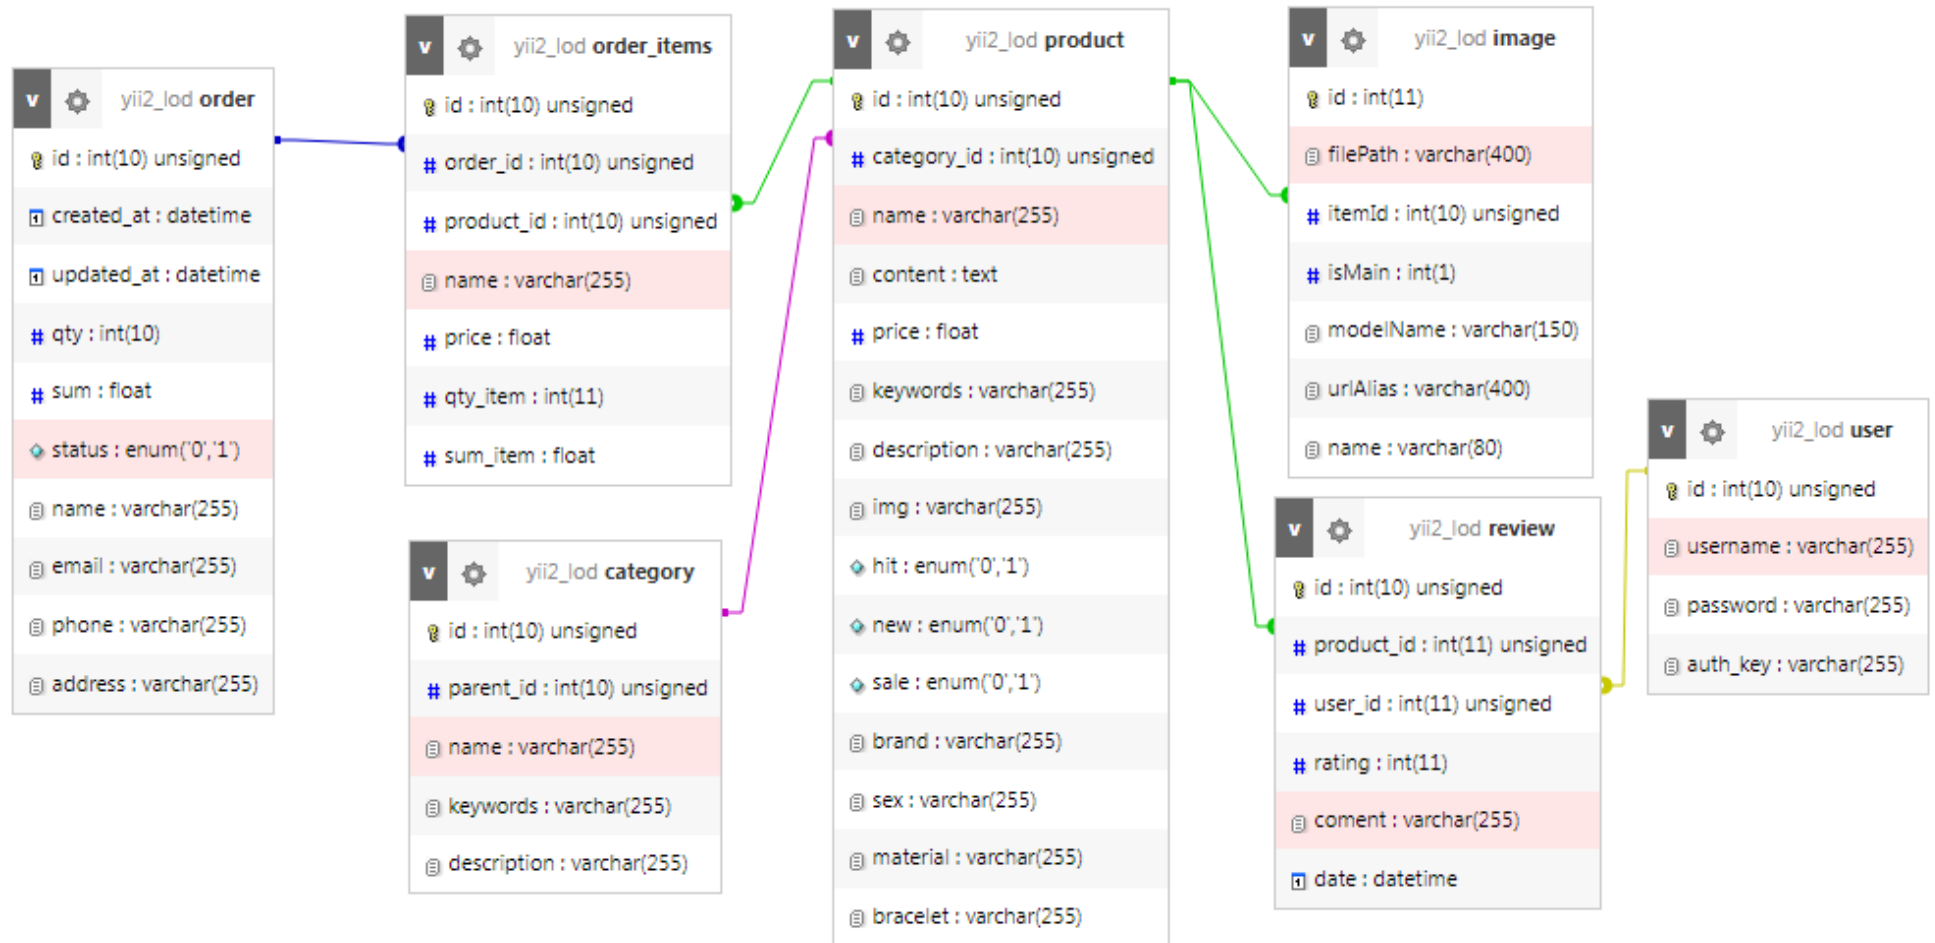 v yii2_lod order
id : int(10) unsigned
created_at : datetime
updated_at : datetime
qty : int(10)
sum : float
status : enum('0','1')
name : varchar(255)
email : varchar(255)
phone : varchar(255)
address : varchar(255)
v yii2_lod order_items
id : int(10) unsigned
order_id : int(10) unsigned
product_id : int(10) unsigned
name : varchar(255)
price : float
qty_item : int(11)
sum_item : float
v yii2_lod category
id : int(10) unsigned
parent_id : int(10) unsigned
name : varchar(255)
keywords : varchar(255)
description : varchar(255)
v yii2_lod product
id : int(10) unsigned
category_id : int(10) unsigned
name : varchar(255)
content : text
price : float
keywords : varchar(255)
description : varchar(255)
img : varchar(255)
hit : enum('0','1')
new : enum('0','1')
sale : enum('0','1')
brand : varchar(255)
sex : varchar(255)
material : varchar(255)
bracelet : varchar(255)
v yii2_lod image
id : int(11)
filePath : varchar(400)
itemId : int(10) unsigned
isMain : int(1)
modelName : varchar(150)
urlAlias : varchar(400)
name : varchar(80)
v yii2_lod review
id : int(10) unsigned
product_id : int(11) unsigned
user_id : int(11) unsigned
rating : int(11)
coment : varchar(255)
date : datetime
v yii2_lod user
id : int(10) unsigned
username : varchar(255)
password : varchar(255)
auth_key : varchar(255)